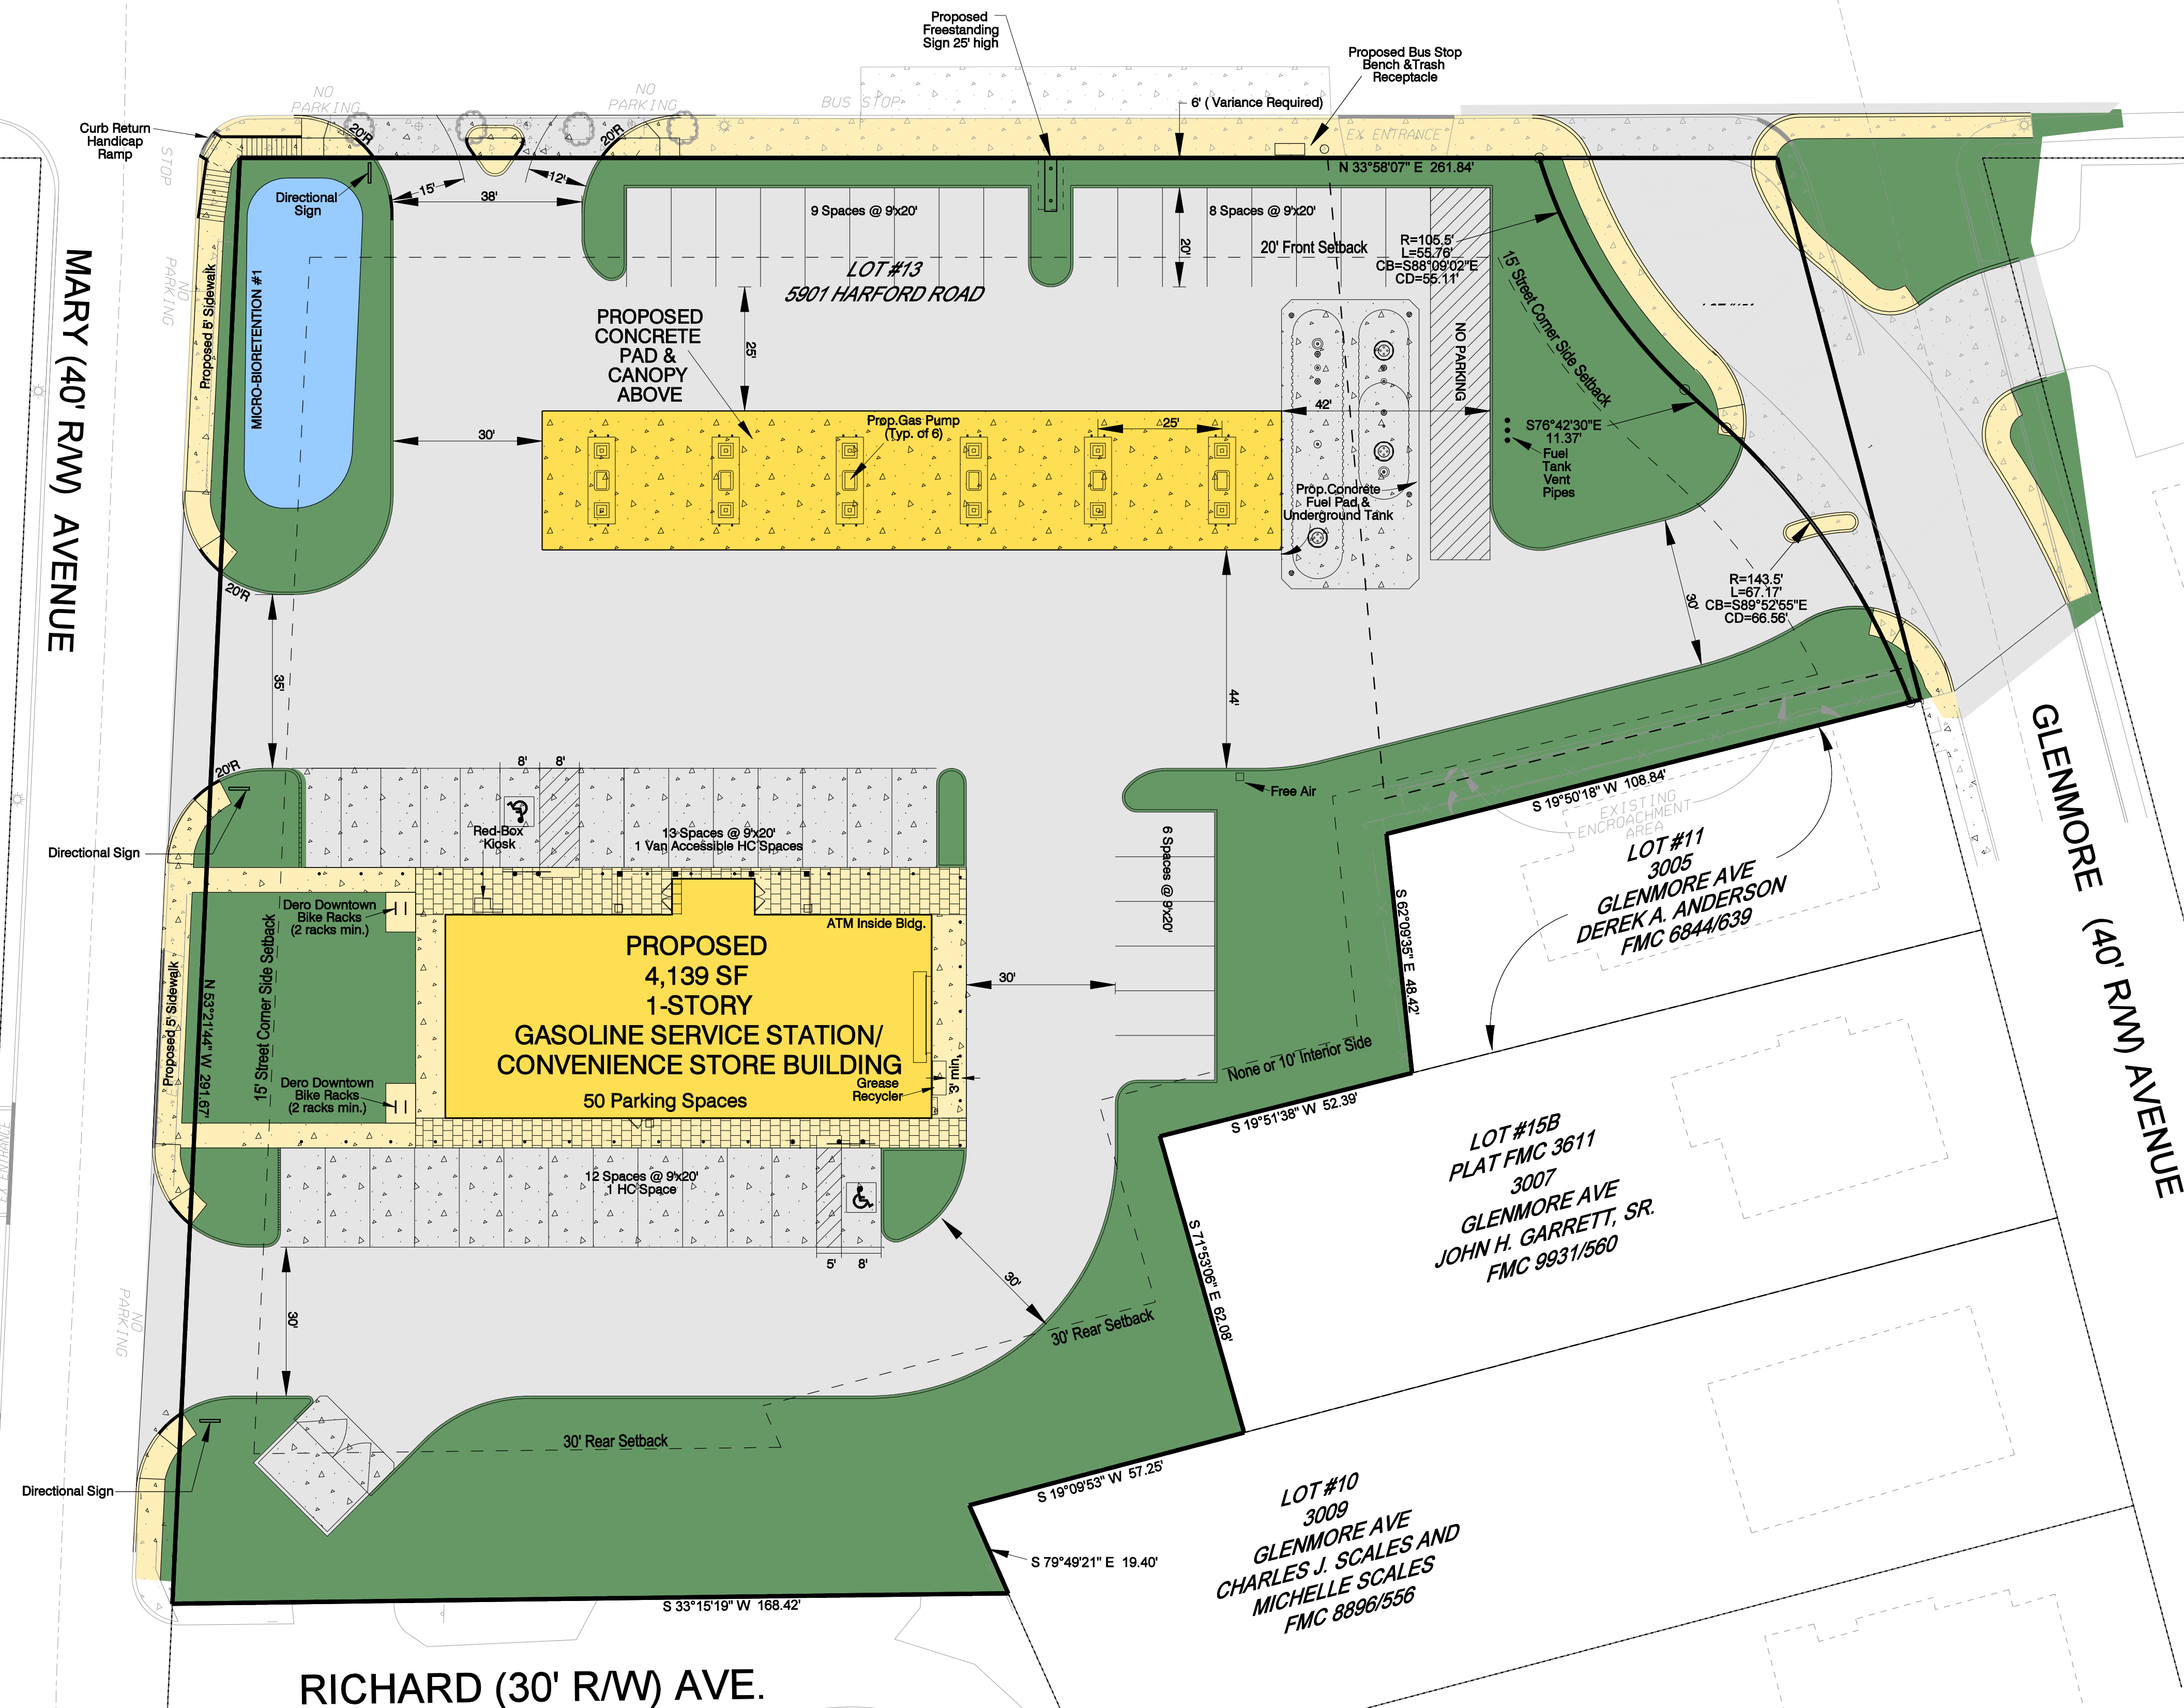 Proposed
Freestanding
Sign 25' high
Proposed Bus Stop
Bench &Trash
Receptacle
NO
PARKING
NO
PARKING
BUS STOP
6' ( Variance Required)
Curb Return
Handicap
Ramp
STOP
20'R
20'R
EX ENTRANCE
N 33°58'07" E 261.84'
Directional
Sign
15'
38'
12'
9 Spaces @ 9'x20'
8 Spaces @ 9'x20'
20'
20' Front Setback
R=105.5'
L=55.76'
CB=S88°09'02"E
CD=55.11'
15' Street Corner Side Setback
NO
PARKING
MARY (40' R/W) AVENUE
Proposed 5' Sidewalk
MICRO-BIORETENTION #1
LOT #13
5901 HARFORD ROAD
PROPOSED
CONCRETE
PAD &
CANOPY
ABOVE
25'
NO PARKING
42'
Prop.Gas Pump
(Typ. of 6)
25'
30'
S76°42'30"E
11.37'
Fuel
Tank
Vent
Pipes
Prop.Concrete
Fuel Pad &
Underground Tank
20'R
R=143.5'
L=67.17'
CB=S89°52'55"E
CD=66.56'
30'
35'
44'
GLENMORE (40' R/W) AVENUE
20'R
8'
8'
Free Air
S 19°50'18" W 108.84'
EXISTING
ENCROACHMENT
AREA
Red-Box
Kiosk
13 Spaces @ 9'x20'
1 Van Accessible HC Spaces
6 Spaces @ 9'x20'
Directional Sign
LOT #11
3005
GLENMORE AVE
DEREK A. ANDERSON
FMC 6844/639
S 62°09'35" E 48.42'
Dero Downtown
Bike Racks
(2 racks min.)
ATM Inside Bldg.
PROPOSED
4,139 SF
1-STORY
GASOLINE SERVICE STATION/
CONVENIENCE STORE BUILDING
50 Parking Spaces
30'
Proposed 5' Sidewalk
N 53°21'44" W 291.67'
15' Street Corner Side Setback
Dero Downtown
Bike Racks
(2 racks min.)
Grease
Recycler
3' min.
None or 10' Interior Side
S 19°51'38" W 52.39'
EX ENTRANCE
LOT #15B
PLAT FMC 3611
3007
GLENMORE AVE
JOHN H. GARRETT, SR.
FMC 9931/560
12 Spaces @ 9'x20'
1 HC Space
5'
8'
S 71°53'06" E 62.08'
30'
30'
NO
PARKING
30' Rear Setback
30' Rear Setback
Directional Sign
S 19°09'53" W 57.25'
LOT #10
3009
GLENMORE AVE
CHARLES J. SCALES AND
MICHELLE SCALES
FMC 8896/556
S 79°49'21" E 19.40'
S 33°15'19" W 168.42'
RICHARD (30' R/W) AVE.